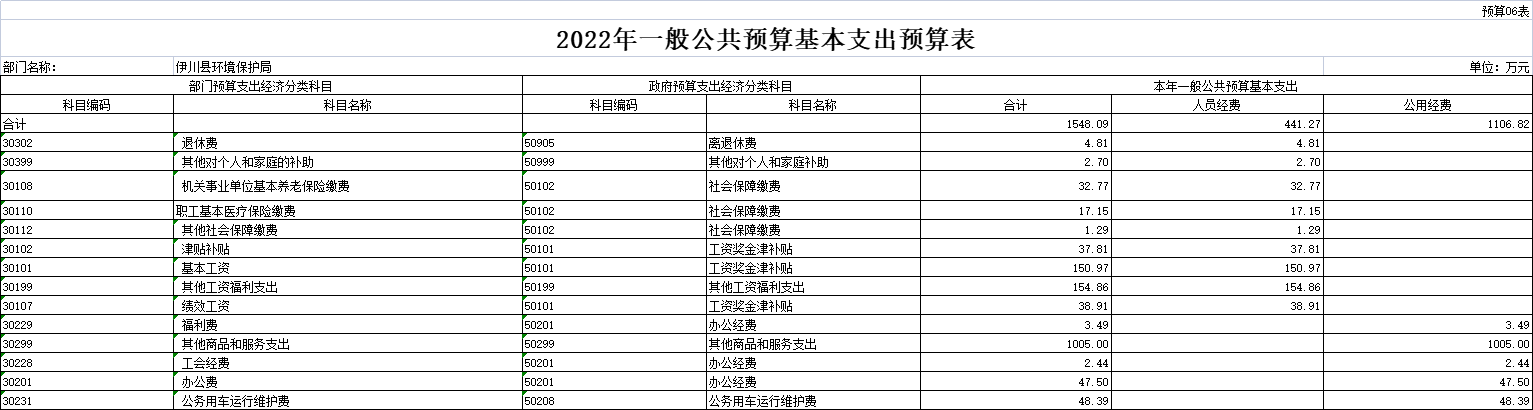 预算06表
2022年一般公共预算基本支出预算表
部门名称： 伊川县环境保护局 单位：万元
部门预算支出经济分类科目 政府预算支出经济分类科目 本年一般公共预算基本支出
科目编码 科目名称 科目编码 科目名称 合计 人员经费 公用经费
合计 1548.09 441.27 1106.82
30302 退休费 50905 离退休费 4.81 4.81
30399 其他对个人和家庭的补助 50999 其他对个人和家庭补助 2.70 2.70
30108 机关事业单位基本养老保险缴费 50102 社会保障缴费 32.77 32.77
30110 职工基本医疗保险缴费 50102 社会保障缴费 17.15 17.15
30112 其他社会保障缴费 50102 社会保障缴费 1.29 1.29
30102 津贴补贴 50101 工资奖金津补贴 37.81 37.81
30101 基本工资 50101 工资奖金津补贴 150.97 150.97
30199 其他工资福利支出 50199 其他工资福利支出 154.86 154.86
30107 绩效工资 50101 工资奖金津补贴 38.91 38.91
30229 福利费 50201 办公经费 3.49 3.49
30299 其他商品和服务支出 50299 其他商品和服务支出 1005.00 1005.00
30228 工会经费 50201 办公经费 2.44 2.44
30201 办公费 50201 办公经费 47.50 47.50
30231 公务用车运行维护费 50208 公务用车运行维护费 48.39 48.39